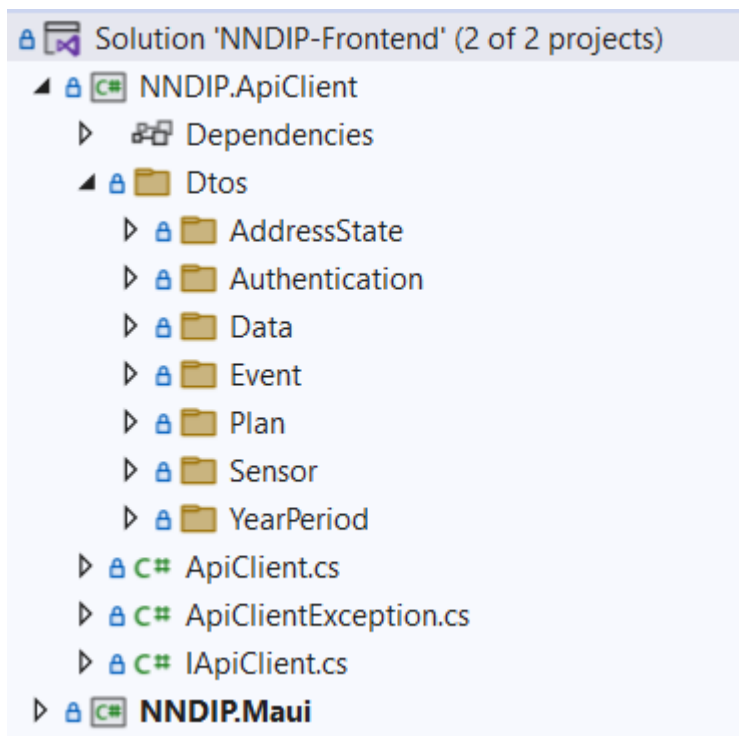 Solution 'NNDIP-Frontend' (2 of 2 projects)
C# NNDIP.ApiClient
Dependencies
Dtos
AddressState
Authentication
Data
Event
Plan
Sensor
YearPeriod
C# ApiClient.cs
C# ApiClientException.cs
C# IApiClient.cs
C# NNDIP.Maui